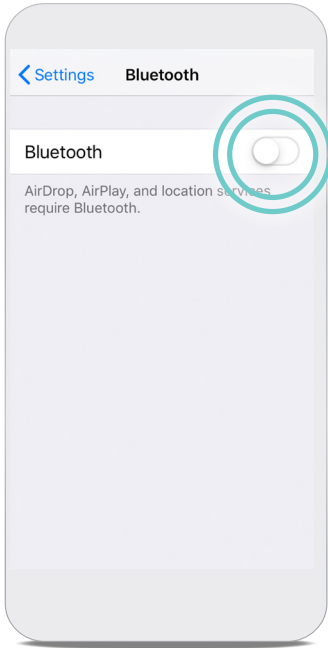 Settings Bluetooth
Bluetooth
AirDrop, AirPlay, and location services
require Bluetooth.